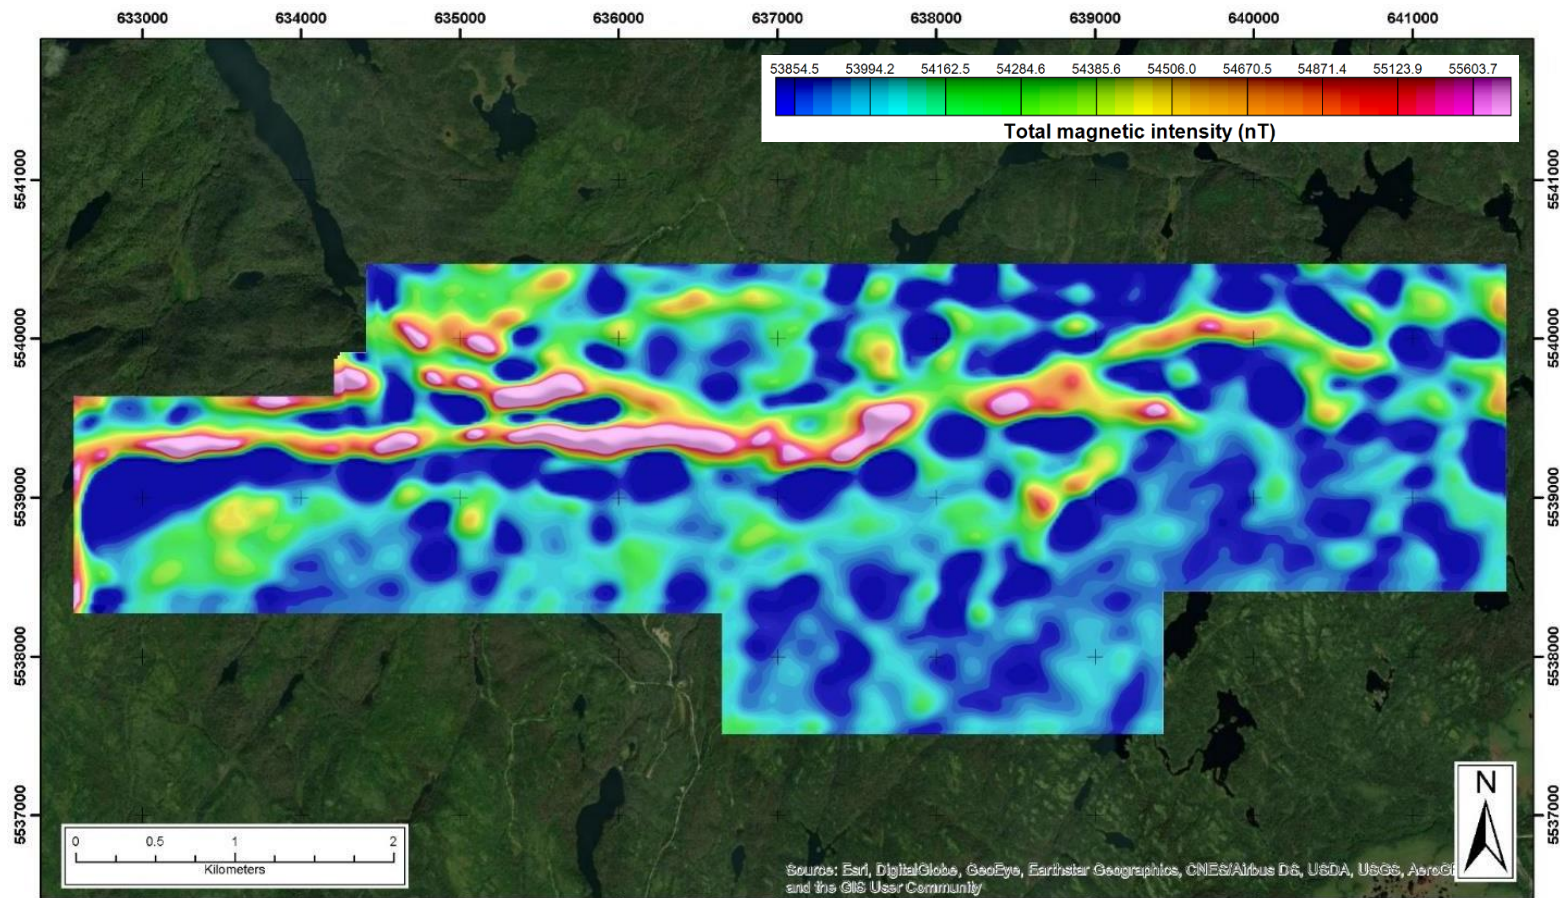 633000 634000 635000 636000 637000 638000 639000 640000 641000
53854.5 53994.2 54162.5 54284.6 54385.6 54506.0 54670.5 54871.4 55123.9 55603.7
Total magnetic intensity (nT)
5541000 5541000
5540000 5540000
5539000 5539000
5538000 5538000
5537000 5537000
N
0 0.5 1 2
Kilometers
Source: Esri, DigitalGlobe, GeoEye, Earthstar Geographics, CNES/Airbus DS, USDA, USGS,
and the GIS User Community